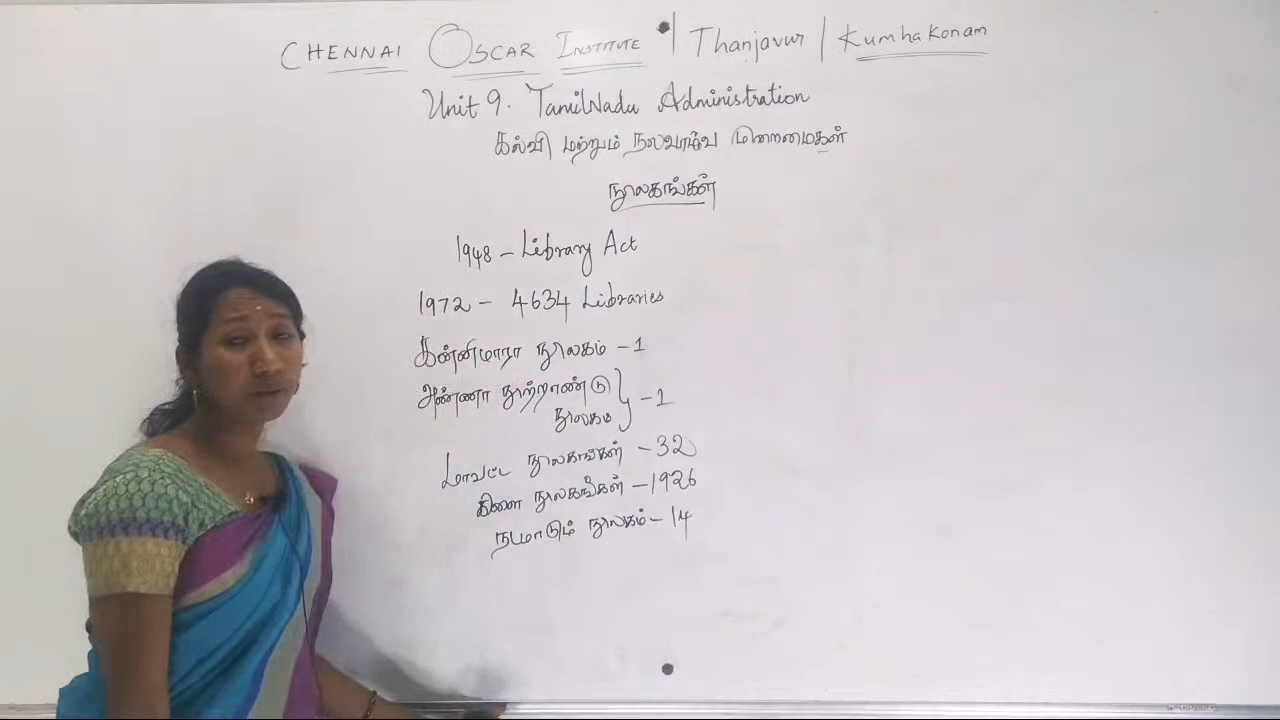 CHENNAI OSCAR INSTITUTE | Thanjavur | Kumhakonam
Unit 9. TamilNadu Administration
கல்வி மற்றும் நலவாழ்வு முறைமைகள்
நூலகங்கள்
1948 - Library Act
1972 - 4634 Libraries
கன்னிமாரா நூலகம் - 1
அண்ணா நூற்றாண்டு
நூலகம் } - 1
மாவட்ட நூலகங்கள் - 32
கிளை நூலகங்கள் - 1926
நடமாடும் நூலகம் - 14